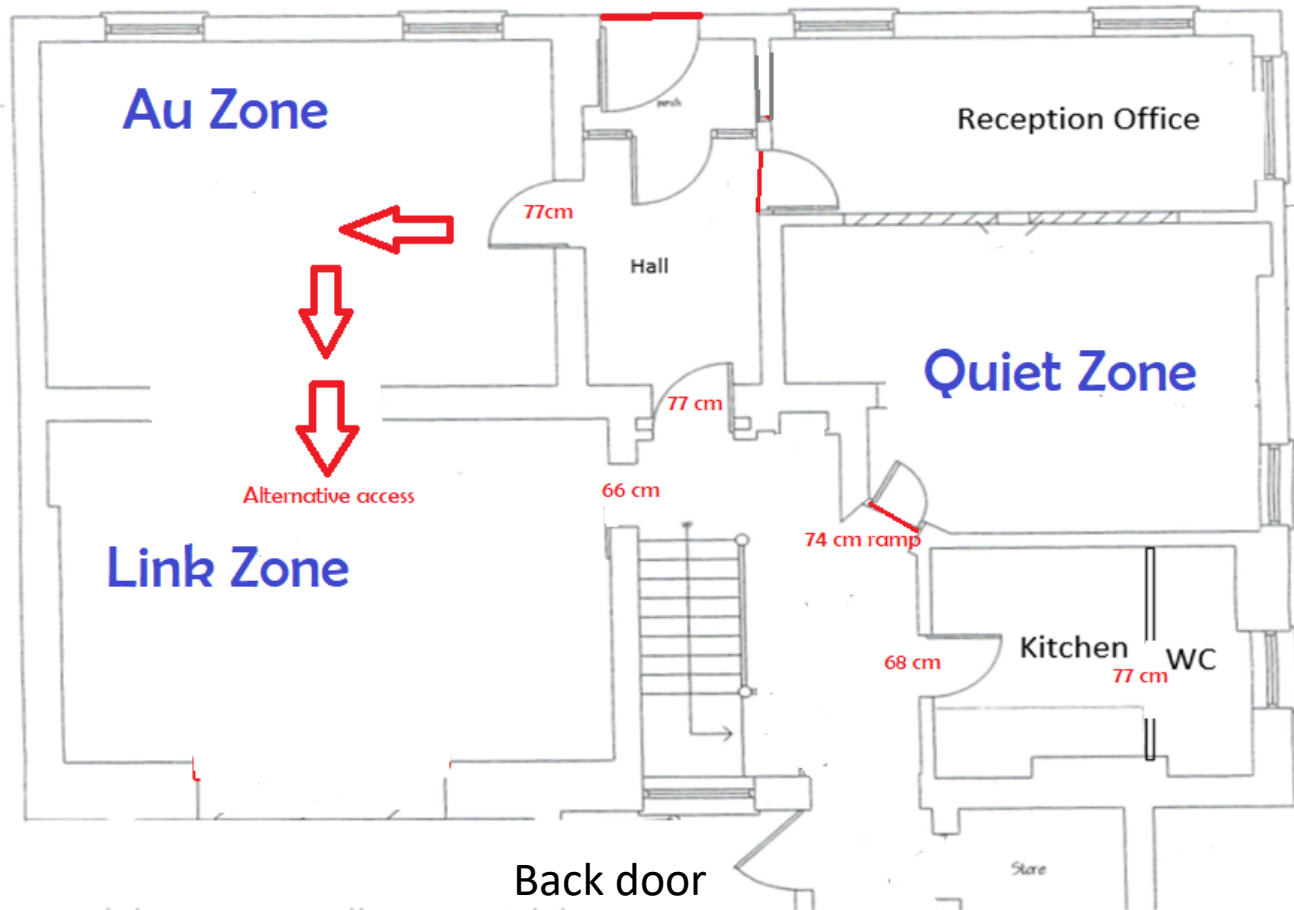 Au Zone
porch
Reception Office
77cm
Hall
Quiet Zone
77 cm
Alternative access
66 cm
74 cm ramp
Link Zone
Kitchen
WC
68 cm
77 cm
Store
Back door